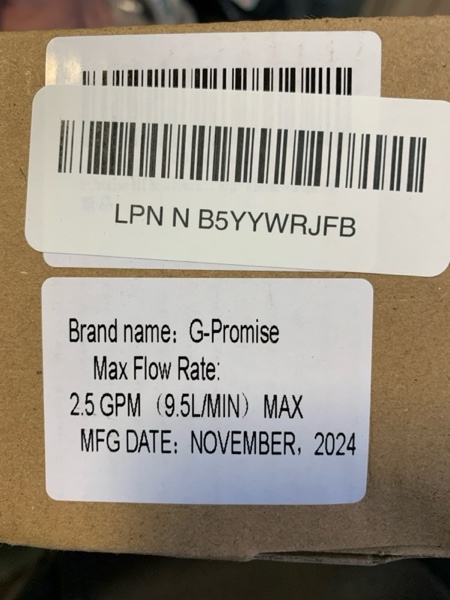 LPN N B5YYWRJFB
Brand name: G-Promise
Max Flow Rate:
2.5 GPM（9.5L/MIN）MAX
MFG DATE: NOVEMBER, 2024